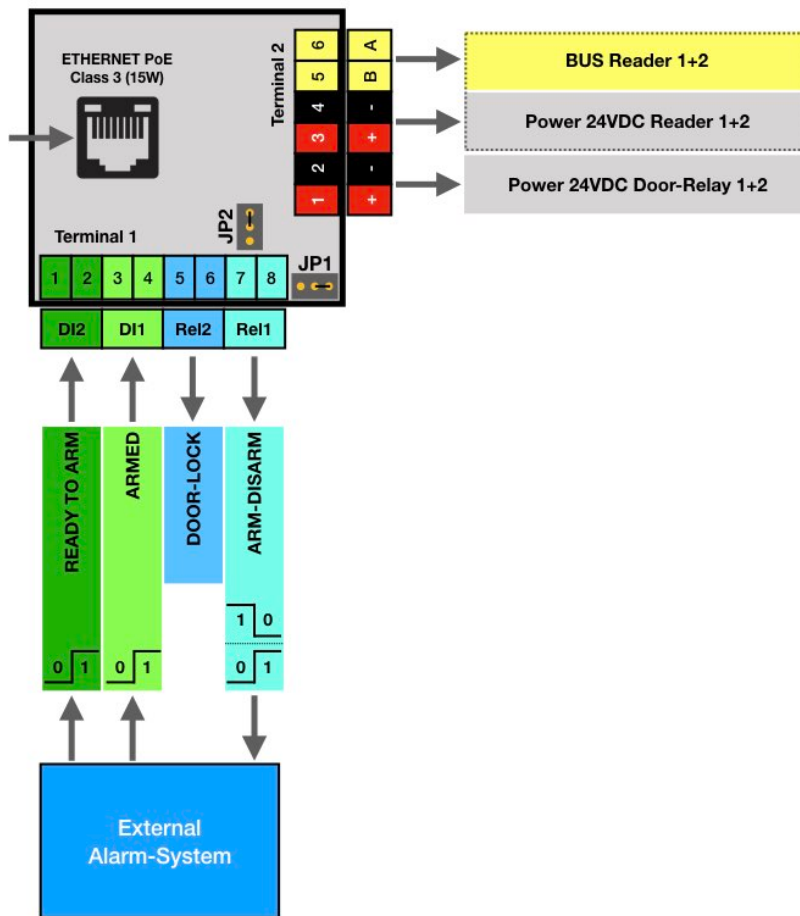 ETHERNET PoE
Class 3 (15W)
Terminal 2
6
A
5
B
4
-
3
+
2
-
1
+
BUS Reader 1+2
Power 24VDC Reader 1+2
Power 24VDC Door-Relay 1+2
JP2
Terminal 1
JP1
1 2 3 4 5 6 7 8
DI2 DI1 Rel2 Rel1
READY TO ARM
ARMED
DOOR-LOCK
ARM-DISARM
1 0
0 1
0 1
0 1
External
Alarm-System